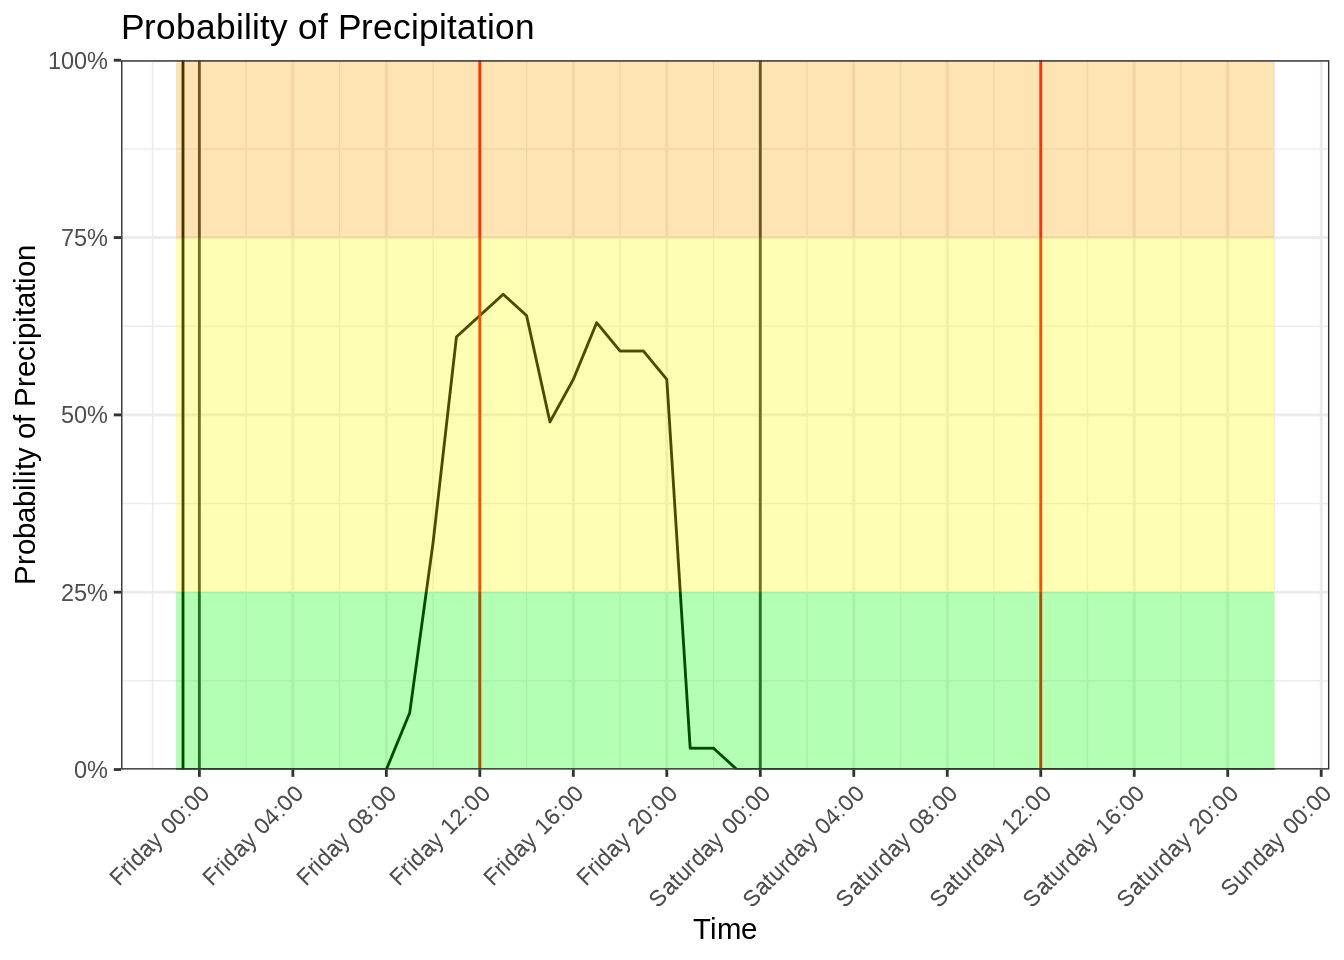 Probability of Precipitation
Probability of Precipitation
100%
75%
50%
25%
0%
Friday 00:00
Friday 04:00
Friday 08:00
Friday 12:00
Friday 16:00
Friday 20:00
Saturday 00:00
Saturday 04:00
Saturday 08:00
Saturday 12:00
Saturday 16:00
Saturday 20:00
Sunday 00:00
Time